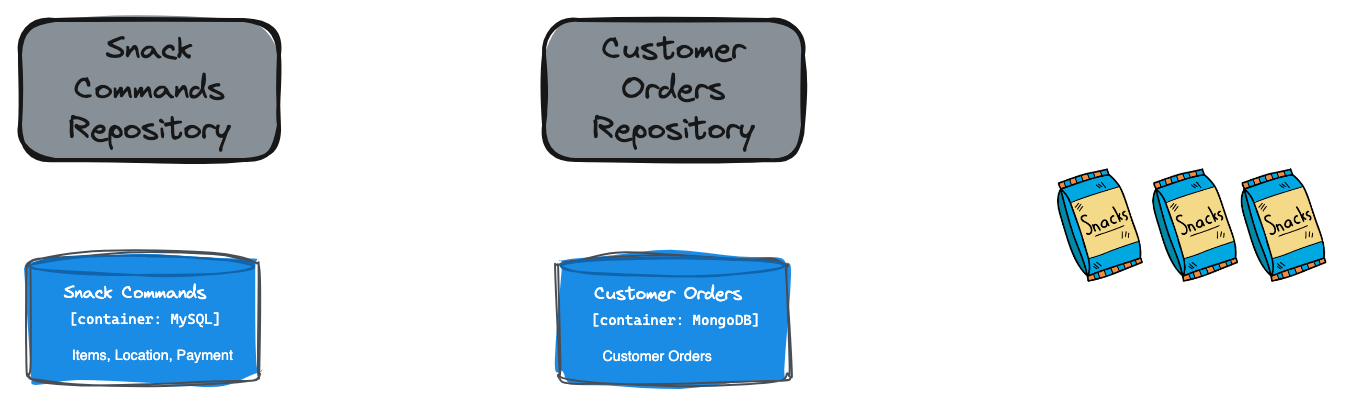 Snack
Commands
Repository
Customer
Orders
Repository
Snacks
Snacks
Snacks
Snack Commands
[container: MySQL]
Items, Location, Payment
Customer Orders
[container: MongoDB]
Customer Orders